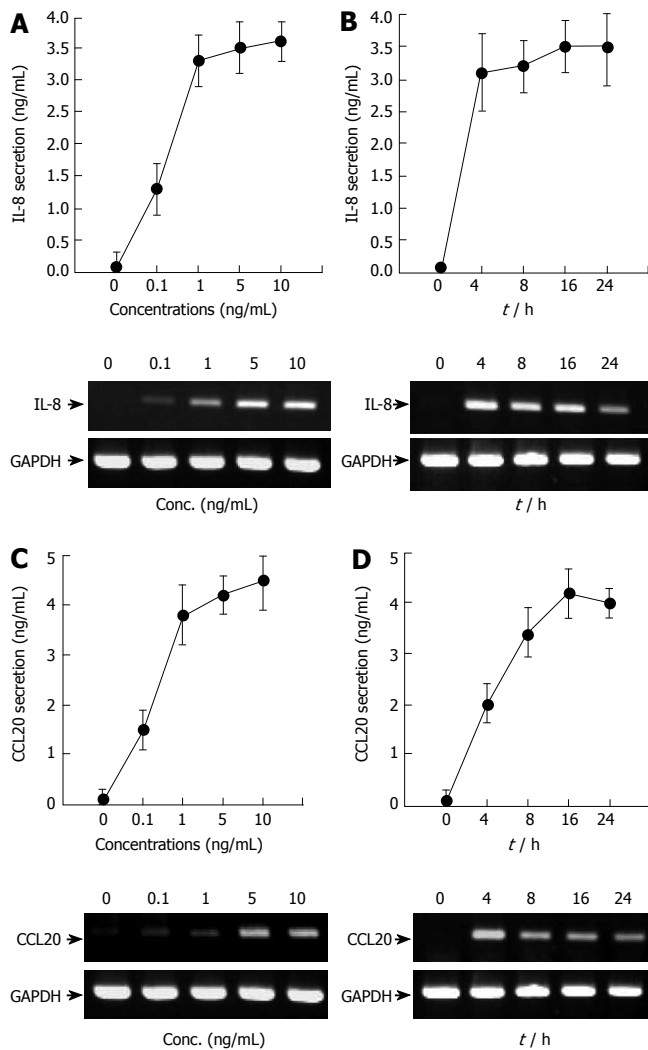 A
IL-8 secretion (ng/mL)
4.0
3.5
3.0
2.5
2.0
1.5
1.0
0.5
0.0
0 0.1 1 5 10
Concentrations (ng/mL)
0 0.1 1 5 10
IL-8
GAPDH
Conc. (ng/mL)
B
IL-8 secretion (ng/mL)
4.0
3.5
3.0
2.5
2.0
1.5
1.0
0.5
0.0
0 4 8 16 24
t / h
0 4 8 16 24
IL-8
GAPDH
t / h
C
CCL20 secretion (ng/mL)
5
4
3
2
1
0
0 0.1 1 5 10
Concentrations (ng/mL)
0 0.1 1 5 10
CCL20
GAPDH
Conc. (ng/mL)
D
CCL20 secretion (ng/mL)
5
4
3
2
1
0
0 4 8 16 24
t / h
0 4 8 16 24
CCL20
GAPDH
t / h